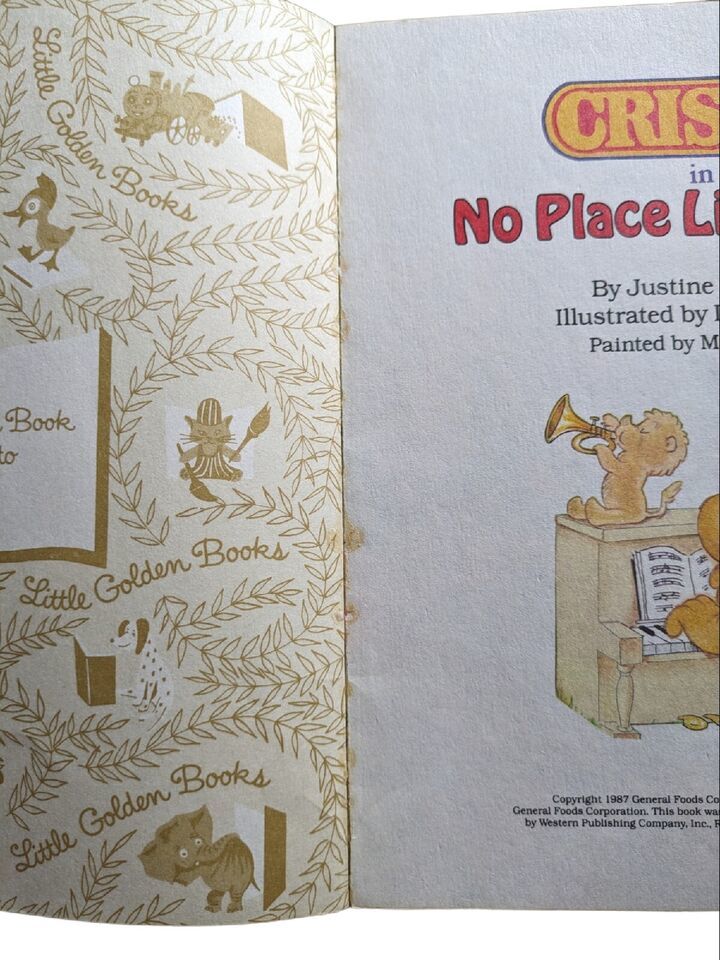 Little Golden Books
Book
to
Little Golden Books
Little Golden Books
CRIS
in
No Place Li
By Justine
Illustrated by
Painted by M
Copyright 1987 General Foods Co
General Foods Corporation. This book was
by Western Publishing Company, Inc., R